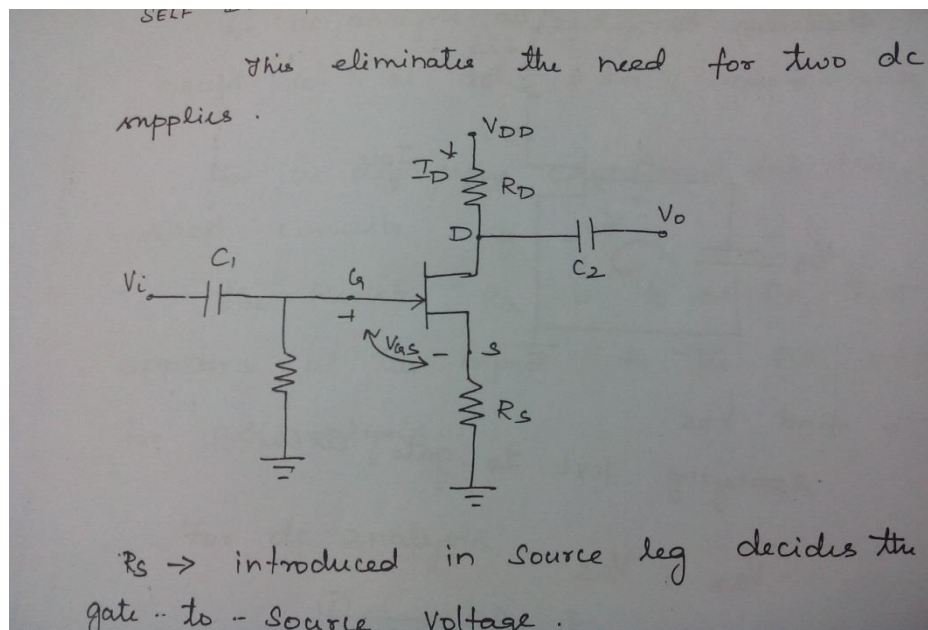 SELF
This eliminates the need for two dc
supplies .
VDD
ID
RD
D
Vo
C2
C1
Vi
G
+
VGS
-
S
RS
RS → introduced in source leg decides the
gate - to - source voltage .